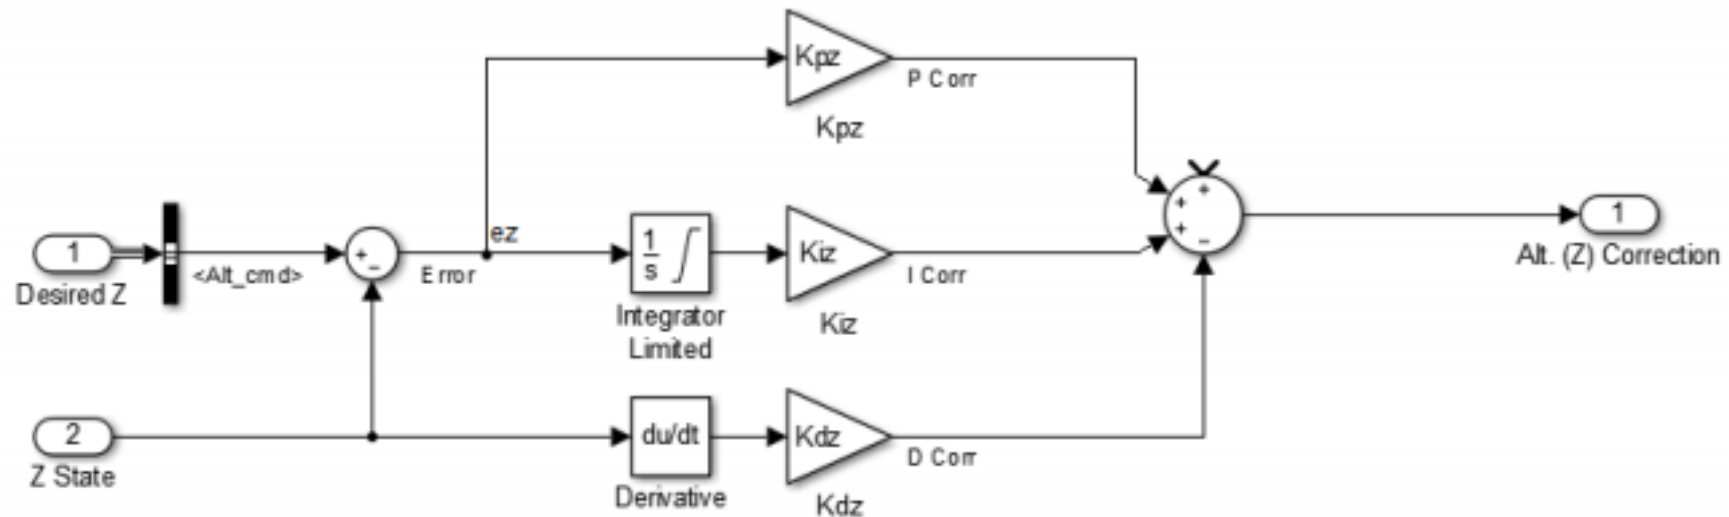 Kpz
P Corr
Kpz
1
Desired Z
<Alt_cmd>
+
−
Error
ez
1
s
Integrator
Limited
Kiz
I Corr
Kiz
+
+
+
−
1
Alt. (Z) Correction
2
Z State
du/dt
Derivative
Kdz
D Corr
Kdz